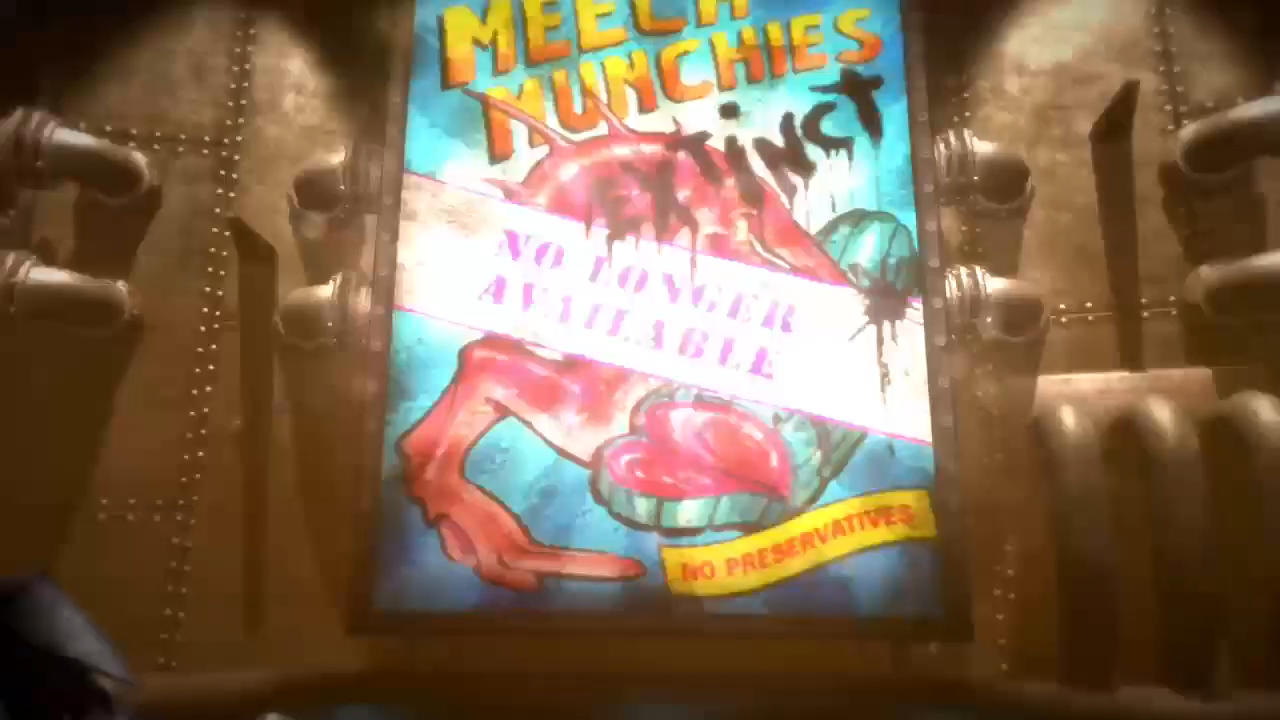 MEECH
MUNCHIES
EXTINCT
NO LONGER
AVAILABLE
NO PRESERVATIVES